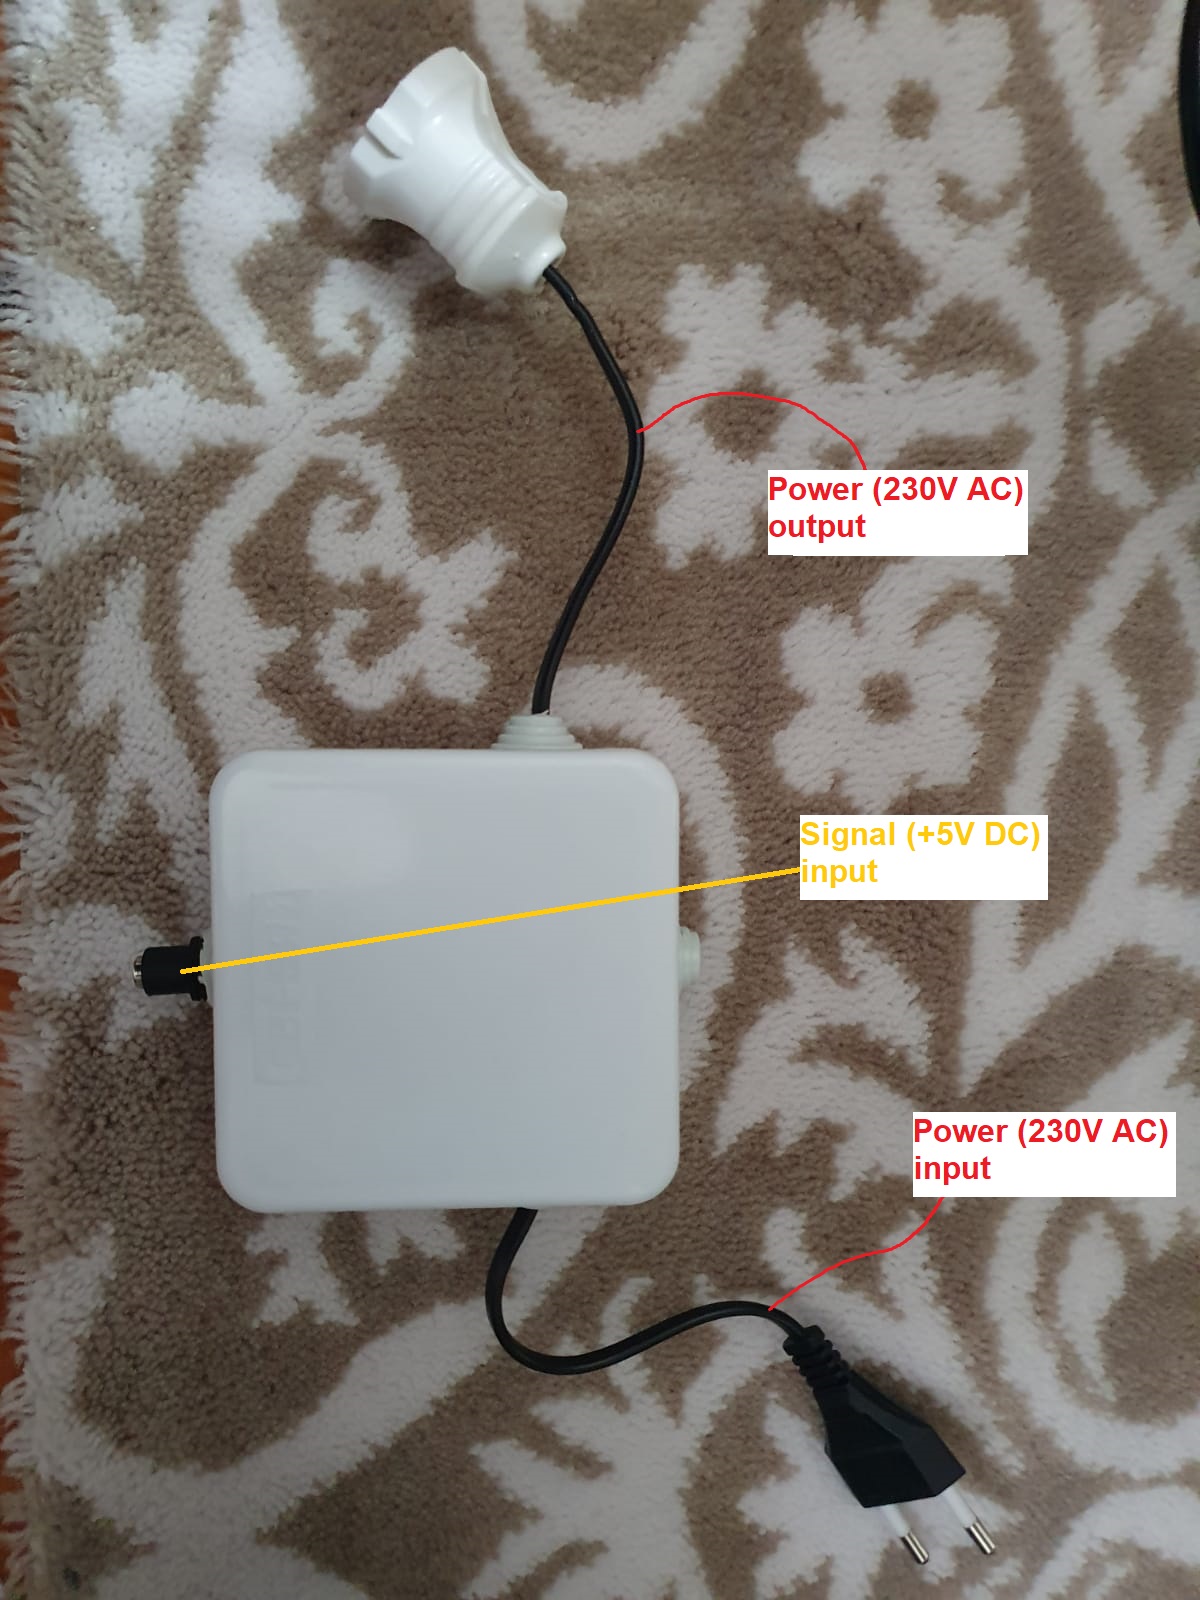 Power (230V AC)
output
Signal (+5V DC)
input
Power (230V AC)
input